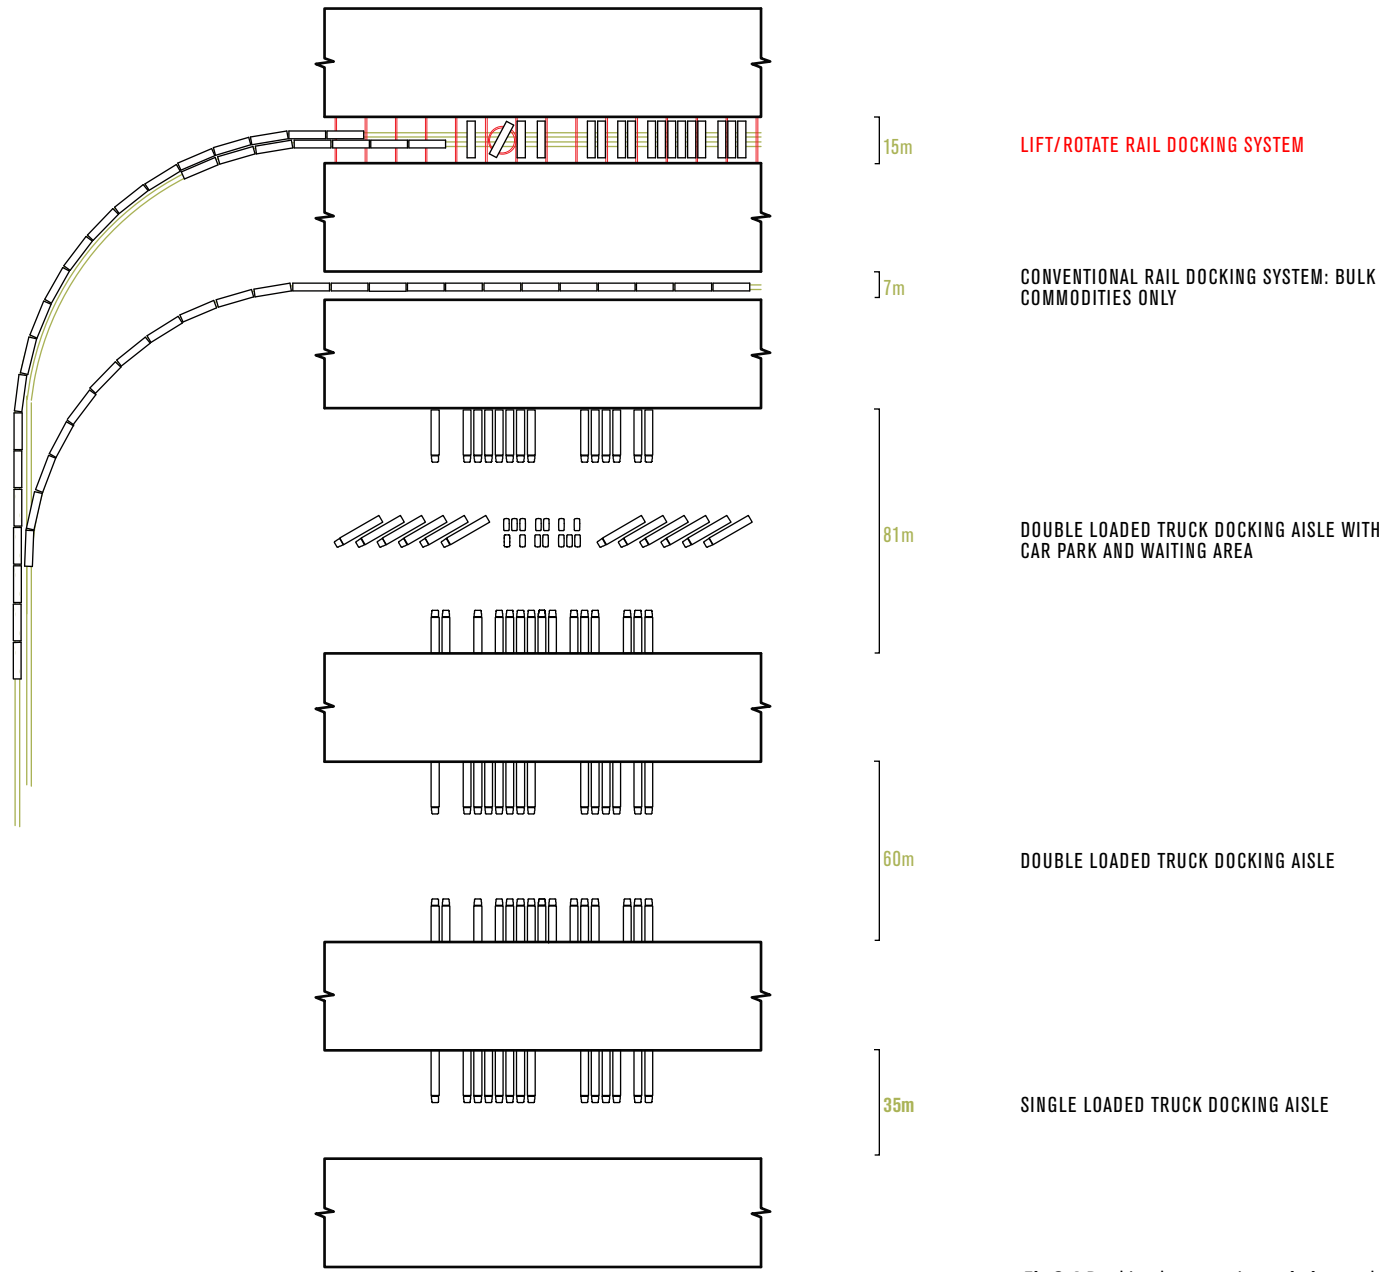 15m
LIFT/ROTATE RAIL DOCKING SYSTEM
7m
CONVENTIONAL RAIL DOCKING SYSTEM: BULK
COMMODITIES ONLY
81m
DOUBLE LOADED TRUCK DOCKING AISLE WITH
CAR PARK AND WAITING AREA
60m
DOUBLE LOADED TRUCK DOCKING AISLE
35m
SINGLE LOADED TRUCK DOCKING AISLE